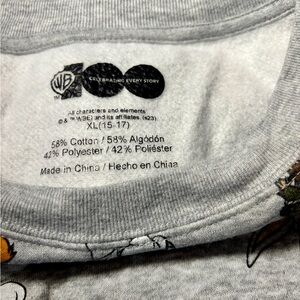 WB 100
CELEBRATING EVERY STORY
TM
All characters and elements
© & ™ WBEI and its affiliates. (s23)
XL(15-17)
58% Cotton / 58% Algodón
42% Polyester / 42% Poliéster
Made in China / Hecho en China